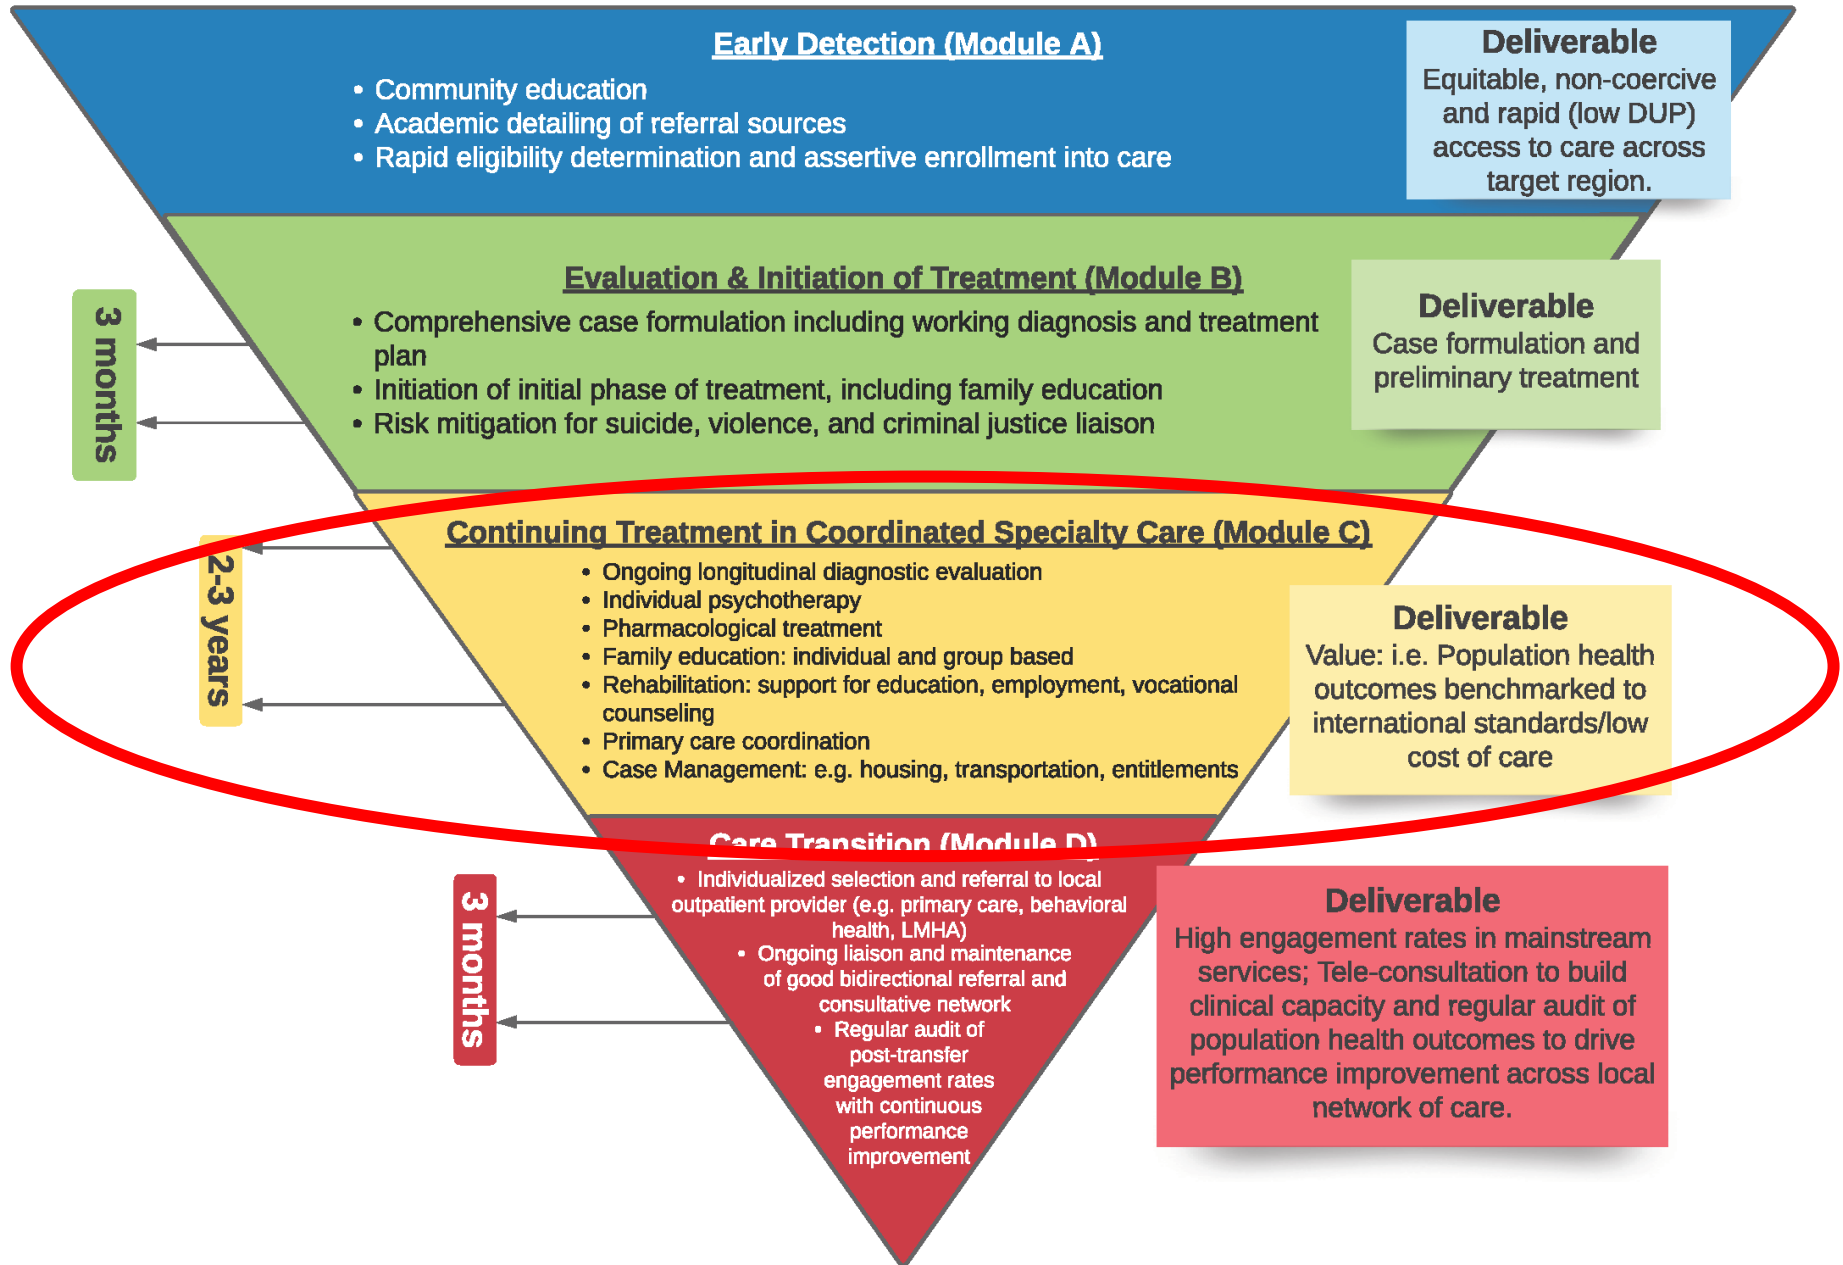 Early Detection (Module A)
• Community education
• Academic detailing of referral sources
• Rapid eligibility determination and assertive enrollment into care
Deliverable
Equitable, non-coercive
and rapid (low DUP)
access to care across
target region.
Evaluation & Initiation of Treatment (Module B)
• Comprehensive case formulation including working diagnosis and treatment
plan
• Initiation of initial phase of treatment, including family education
• Risk mitigation for suicide, violence, and criminal justice liaison
Deliverable
Case formulation and
preliminary treatment
3 months
Continuing Treatment in Coordinated Specialty Care (Module C)
• Ongoing longitudinal diagnostic evaluation
• Individual psychotherapy
• Pharmacological treatment
• Family education: individual and group based
• Rehabilitation: support for education, employment, vocational
counseling
• Primary care coordination
• Case Management: e.g. housing, transportation, entitlements
2-3 years
Deliverable
Value: i.e. Population health
outcomes benchmarked to
international standards/low
cost of care
Care Transition (Module D)
• Individualized selection and referral to local
outpatient provider (e.g. primary care, behavioral
health, LMHA)
• Ongoing liaison and maintenance
of good bidirectional referral and
consultative network
• Regular audit of
post-transfer
engagement rates
with continuous
performance
improvement
3 months
Deliverable
High engagement rates in mainstream
services; Tele-consultation to build
clinical capacity and regular audit of
population health outcomes to drive
performance improvement across local
network of care.